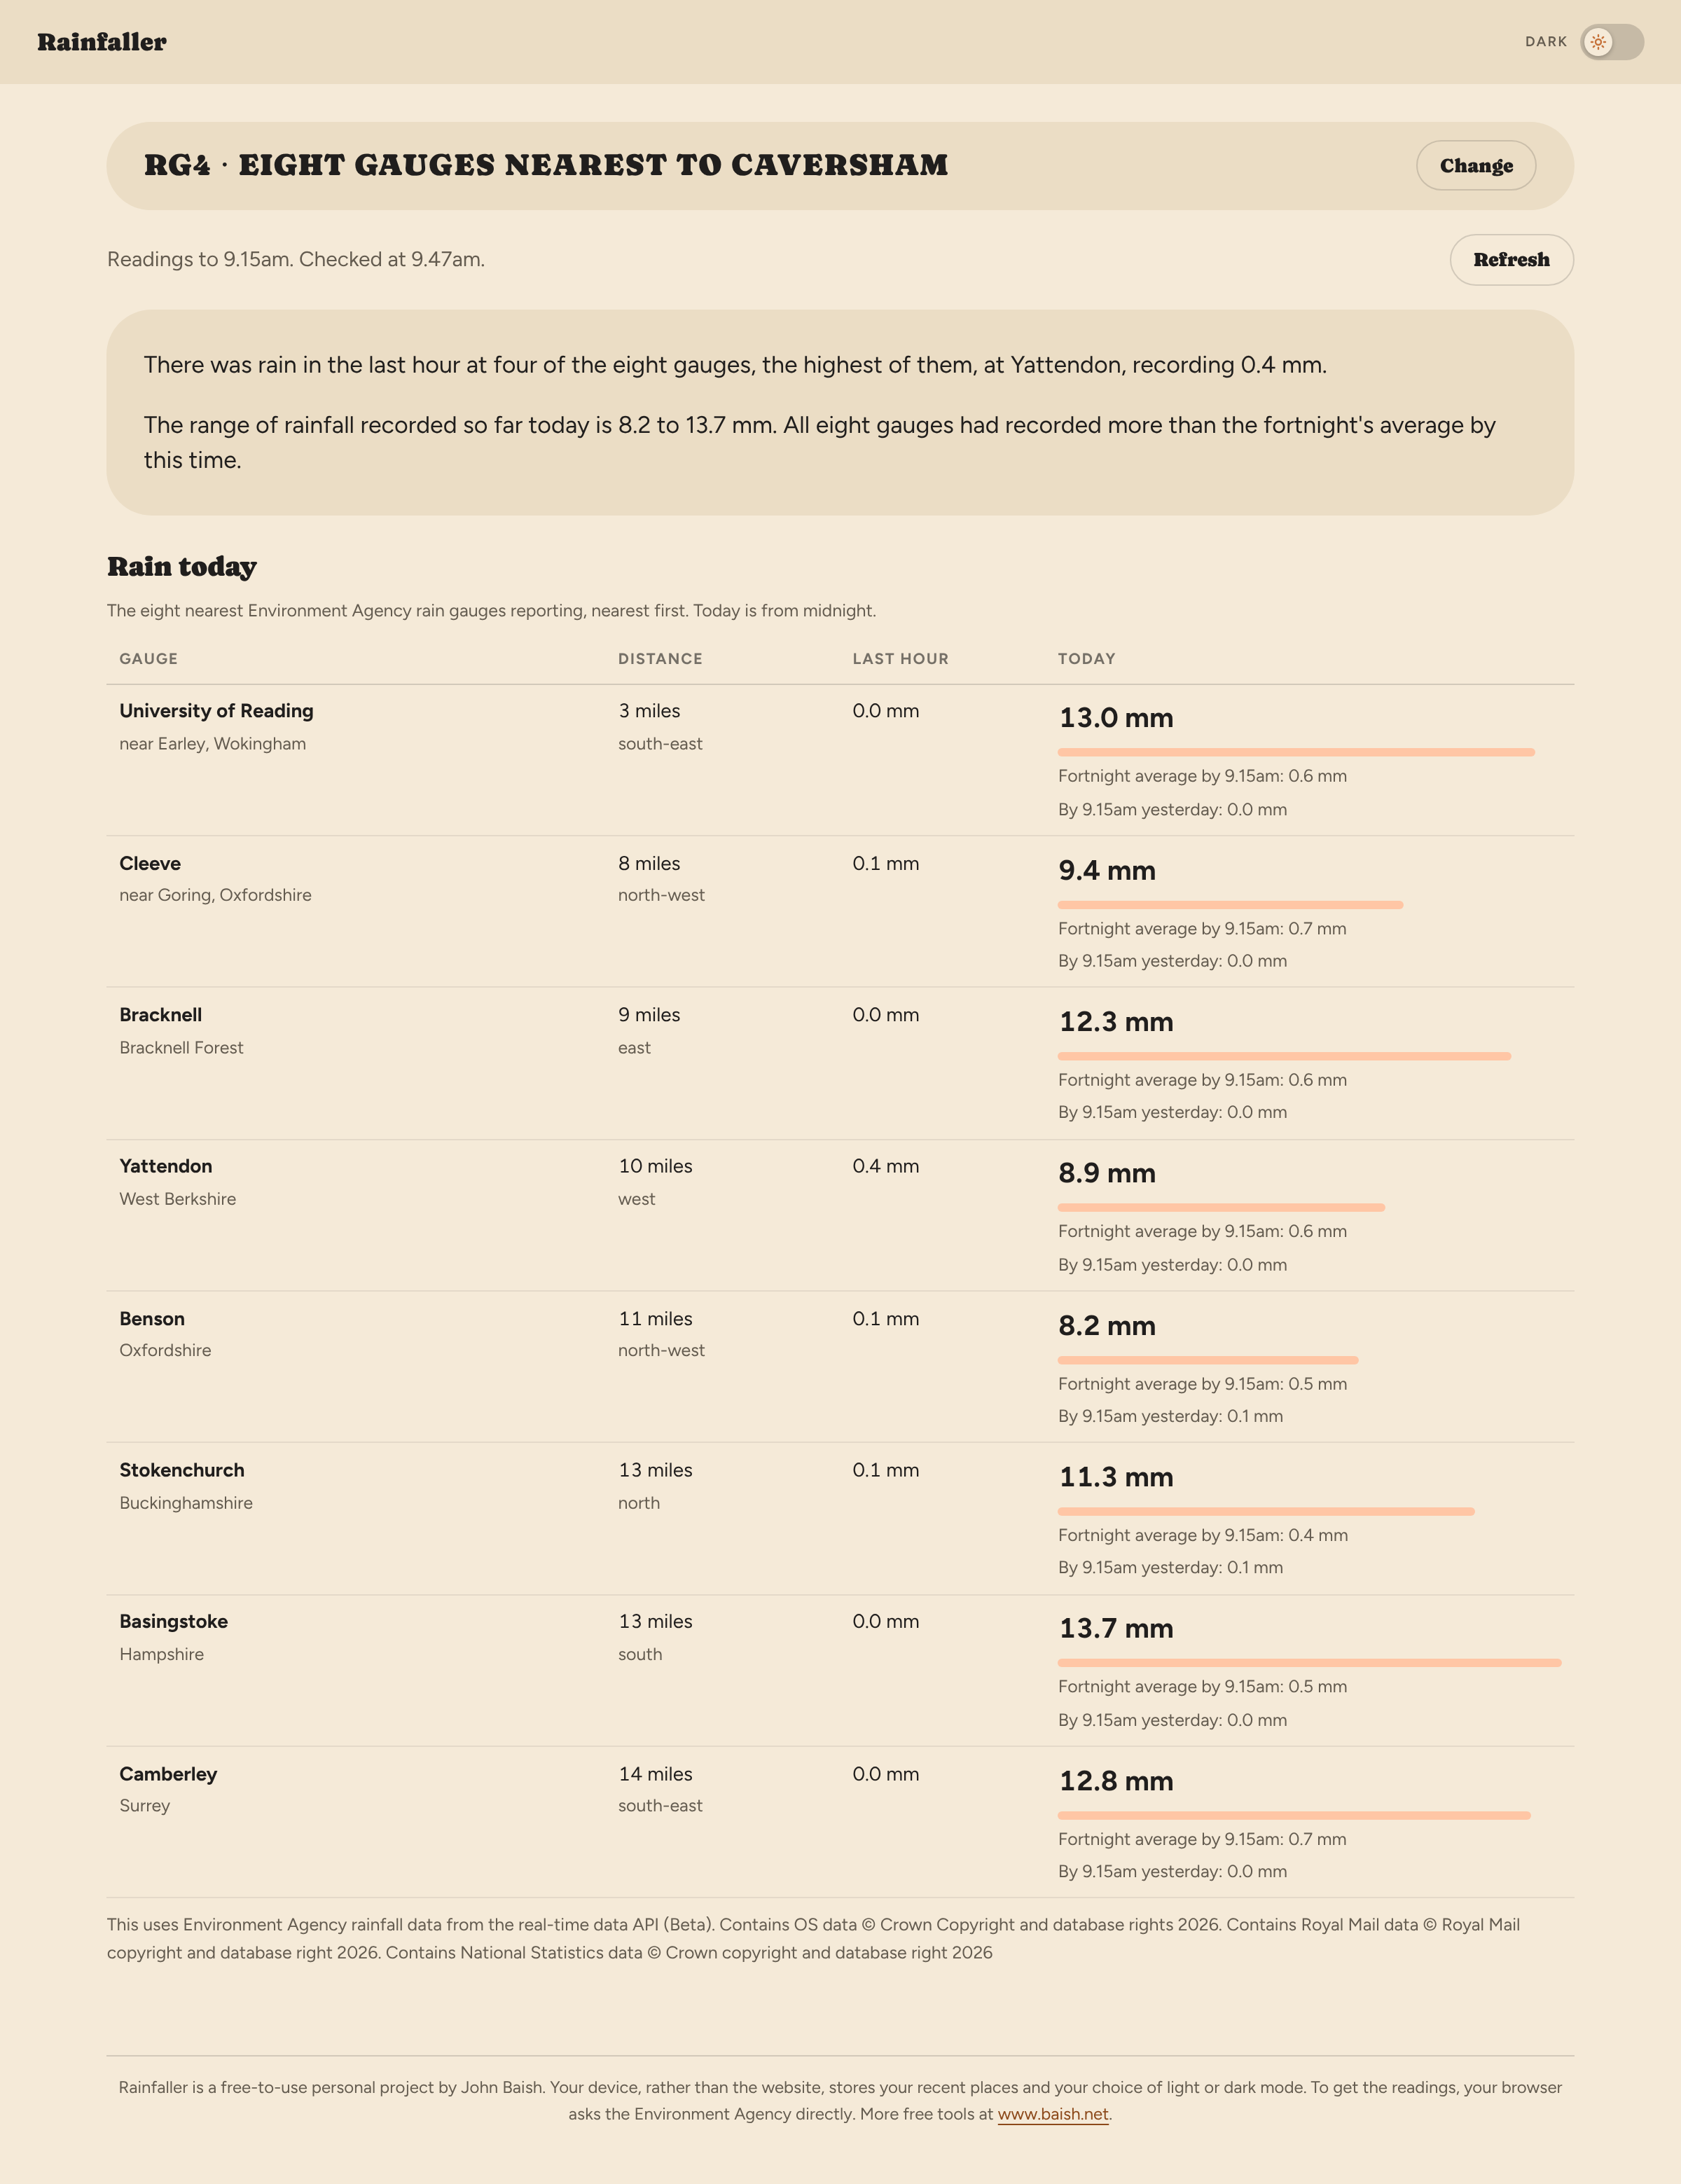 Rainfaller
DARK
RG4 · EIGHT GAUGES NEAREST TO CAVERSHAM
Change
Readings to 9.15am. Checked at 9.47am.
Refresh
There was rain in the last hour at four of the eight gauges, the highest of them, at Yattendon, recording 0.4 mm.
The range of rainfall recorded so far today is 8.2 to 13.7 mm. All eight gauges had recorded more than the fortnight's average by
this time.
Rain today
The eight nearest Environment Agency rain gauges reporting, nearest first. Today is from midnight.
GAUGE DISTANCE LAST HOUR TODAY
University of Reading 3 miles 0.0 mm 13.0 mm
near Earley, Wokingham south-east
Fortnight average by 9.15am: 0.6 mm
By 9.15am yesterday: 0.0 mm
Cleeve 8 miles 0.1 mm 9.4 mm
near Goring, Oxfordshire north-west
Fortnight average by 9.15am: 0.7 mm
By 9.15am yesterday: 0.0 mm
Bracknell 9 miles 0.0 mm 12.3 mm
Bracknell Forest east
Fortnight average by 9.15am: 0.6 mm
By 9.15am yesterday: 0.0 mm
Yattendon 10 miles 0.4 mm 8.9 mm
West Berkshire west
Fortnight average by 9.15am: 0.6 mm
By 9.15am yesterday: 0.0 mm
Benson 11 miles 0.1 mm 8.2 mm
Oxfordshire north-west
Fortnight average by 9.15am: 0.5 mm
By 9.15am yesterday: 0.1 mm
Stokenchurch 13 miles 0.1 mm 11.3 mm
Buckinghamshire north
Fortnight average by 9.15am: 0.4 mm
By 9.15am yesterday: 0.1 mm
Basingstoke 13 miles 0.0 mm 13.7 mm
Hampshire south
Fortnight average by 9.15am: 0.5 mm
By 9.15am yesterday: 0.0 mm
Camberley 14 miles 0.0 mm 12.8 mm
Surrey south-east
Fortnight average by 9.15am: 0.7 mm
By 9.15am yesterday: 0.0 mm
This uses Environment Agency rainfall data from the real-time data API (Beta). Contains OS data © Crown Copyright and database rights 2026. Contains Royal Mail data © Royal Mail
copyright and database right 2026. Contains National Statistics data © Crown copyright and database right 2026
Rainfaller is a free-to-use personal project by John Baish. Your device, rather than the website, stores your recent places and your choice of light or dark mode. To get the readings, your browser
asks the Environment Agency directly. More free tools at www.baish.net.